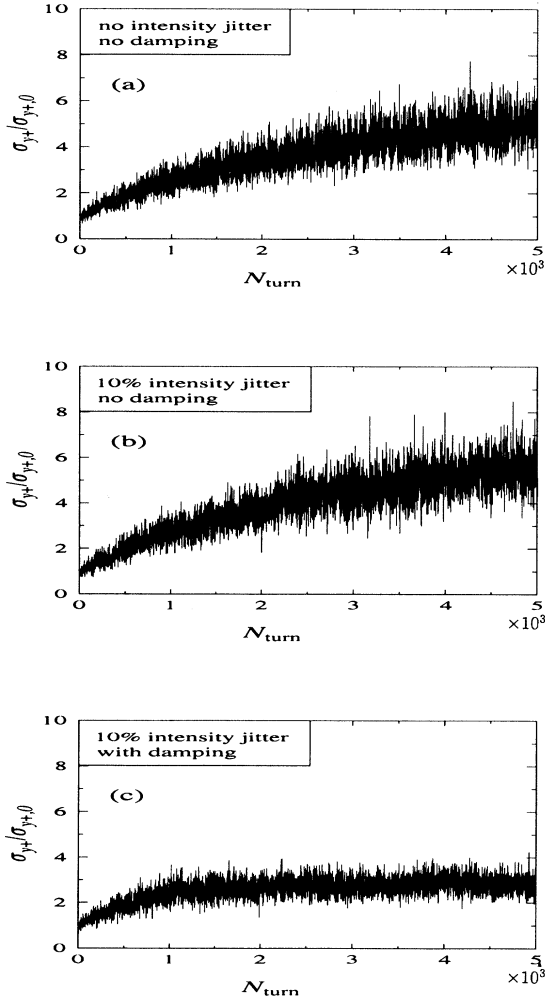 10
no intensity jitter
no damping
8
(a)
6
σy+/σy+,0
4
2
0
0 1 2 3 4 5
×10³
Nturn
10
10% intensity jitter
no damping
8
(b)
6
σy+/σy+,0
4
2
0
0 1 2 3 4 5
×10³
Nturn
10
10% intensity jitter
with damping
8
(c)
6
σy+/σy+,0
4
2
0
0 1 2 3 4 5
×10³
Nturn